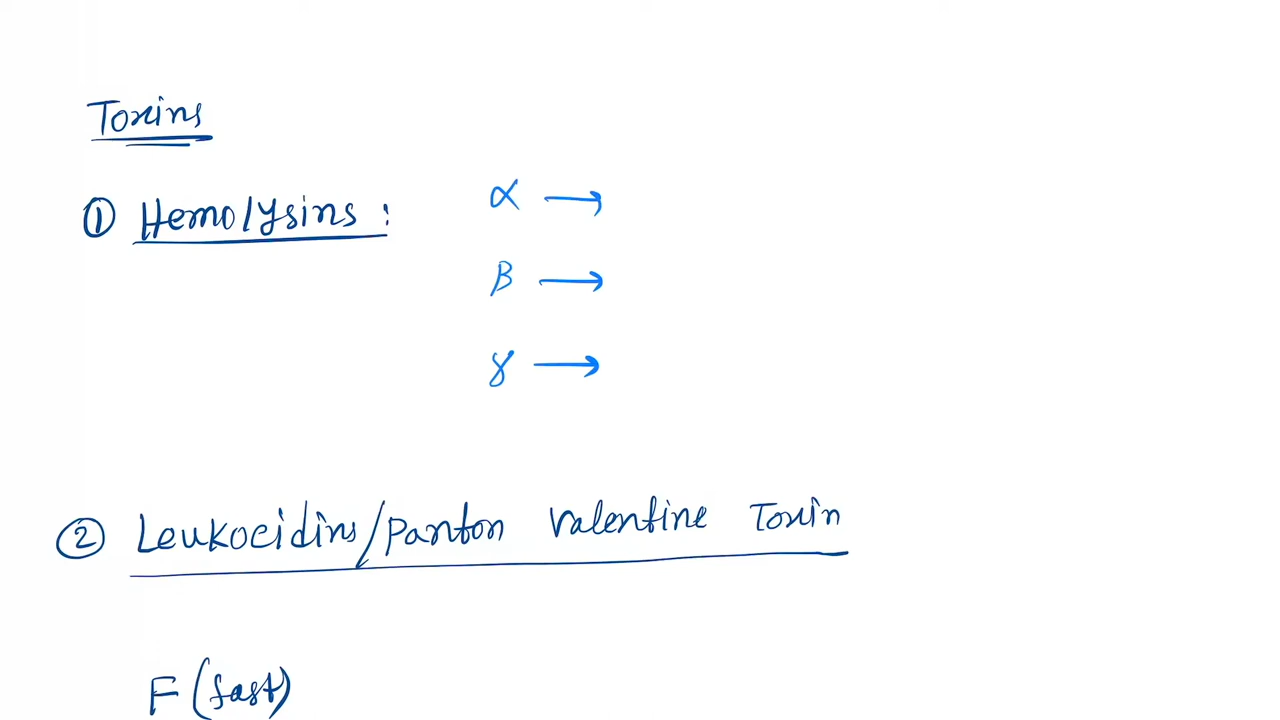 Toxins
① Hemolysins :
α →
β →
γ →
② Leukocidins/Panton Valentine Toxin
F (fast)